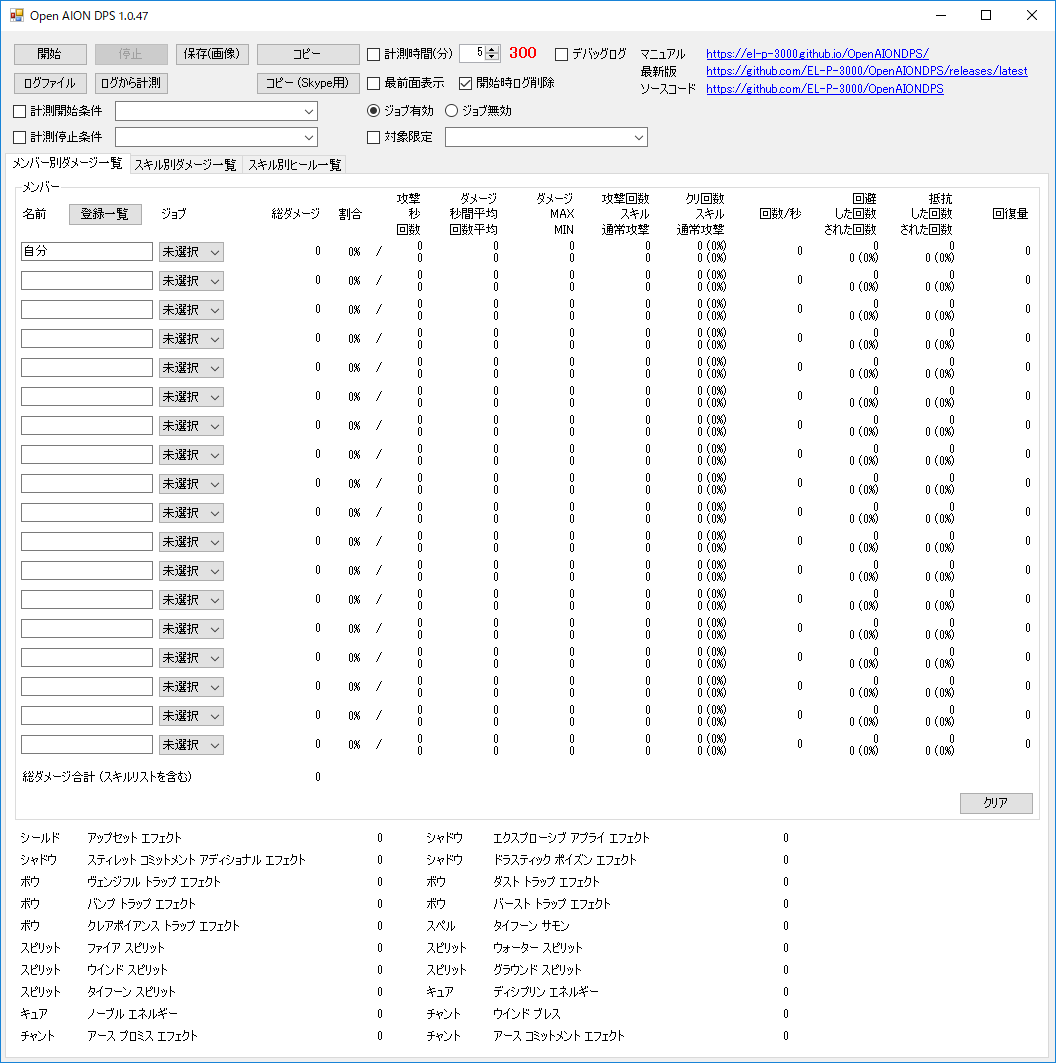 Open AION DPS 1.0.47
開始 停止 保存(画像) コピー 計測時間(分) 5 300 デバッグログ マニュアル https://el-p-3000.github.io/OpenAIONDPS/
最新版 https://github.com/EL-P-3000/OpenAIONDPS/releases/latest
ログファイル ログから計測 コピー (Skype用) 最前面表示 開始時ログ削除
ソースコード https://github.com/EL-P-3000/OpenAIONDPS
計測開始条件 ジョブ有効 ジョブ無効
計測停止条件 対象限定
メンバー別ダメージ一覧 スキル別ダメージ一覧 スキル別ヒール一覧
メンバー
攻撃 ダメージ ダメージ 攻撃回数 クリ回数 回避 抵抗
名前 登録一覧 ジョブ 総ダメージ 割合 秒 秒間平均 MAX スキル スキル 回数/秒 した回数 した回数 回復量
回数 回数平均 MIN 通常攻撃 通常攻撃 された回数 された回数
0 0 0 0 0 (0%) 0 0
自分 未選択 0 0% / 0 0
0 0 0 0 0 (0%) 0 (0%) 0 (0%)
0 0 0 0 0 (0%) 0 0
未選択 0 0% / 0 0
0 0 0 0 0 (0%) 0 (0%) 0 (0%)
0 0 0 0 0 (0%) 0 0
未選択 0 0% / 0 0
0 0 0 0 0 (0%) 0 (0%) 0 (0%)
0 0 0 0 0 (0%) 0 0
未選択 0 0% / 0 0
0 0 0 0 0 (0%) 0 (0%) 0 (0%)
0 0 0 0 0 (0%) 0 0
未選択 0 0% / 0 0
0 0 0 0 0 (0%) 0 (0%) 0 (0%)
0 0 0 0 0 (0%) 0 0
未選択 0 0% / 0 0
0 0 0 0 0 (0%) 0 (0%) 0 (0%)
0 0 0 0 0 (0%) 0 0
未選択 0 0% / 0 0
0 0 0 0 0 (0%) 0 (0%) 0 (0%)
0 0 0 0 0 (0%) 0 0
未選択 0 0% / 0 0
0 0 0 0 0 (0%) 0 (0%) 0 (0%)
0 0 0 0 0 (0%) 0 0
未選択 0 0% / 0 0
0 0 0 0 0 (0%) 0 (0%) 0 (0%)
0 0 0 0 0 (0%) 0 0
未選択 0 0% / 0 0
0 0 0 0 0 (0%) 0 (0%) 0 (0%)
0 0 0 0 0 (0%) 0 0
未選択 0 0% / 0 0
0 0 0 0 0 (0%) 0 (0%) 0 (0%)
0 0 0 0 0 (0%) 0 0
未選択 0 0% / 0 0
0 0 0 0 0 (0%) 0 (0%) 0 (0%)
0 0 0 0 0 (0%) 0 0
未選択 0 0% / 0 0
0 0 0 0 0 (0%) 0 (0%) 0 (0%)
0 0 0 0 0 (0%) 0 0
未選択 0 0% / 0 0
0 0 0 0 0 (0%) 0 (0%) 0 (0%)
0 0 0 0 0 (0%) 0 0
未選択 0 0% / 0 0
0 0 0 0 0 (0%) 0 (0%) 0 (0%)
0 0 0 0 0 (0%) 0 0
未選択 0 0% / 0 0
0 0 0 0 0 (0%) 0 (0%) 0 (0%)
0 0 0 0 0 (0%) 0 0
未選択 0 0% / 0 0
0 0 0 0 0 (0%) 0 (0%) 0 (0%)
0 0 0 0 0 (0%) 0 0
未選択 0 0% / 0 0
0 0 0 0 0 (0%) 0 (0%) 0 (0%)
総ダメージ合計 (スキルリストを含む) 0
クリア
シールド アップセット エフェクト 0 シャドウ エクスプローシブ アプライ エフェクト 0
シャドウ スティレット コミットメント アディショナル エフェクト 0 シャドウ ドラスティック ポイズン エフェクト 0
ボウ ヴェンジフル トラップ エフェクト 0 ボウ ダスト トラップ エフェクト 0
ボウ バンプ トラップ エフェクト 0 ボウ バースト トラップ エフェクト 0
ボウ クレアボイアンス トラップ エフェクト 0 スペル タイフーン サモン 0
スピリット ファイア スピリット 0 スピリット ウォーター スピリット 0
スピリット ウインド スピリット 0 スピリット グラウンド スピリット 0
スピリット タイフーン スピリット 0 キュア ディシプリン エネルギー 0
キュア ノーブル エネルギー 0 チャント ウインド ブレス 0
チャント アース プロミス エフェクト 0 チャント アース コミットメント エフェクト 0